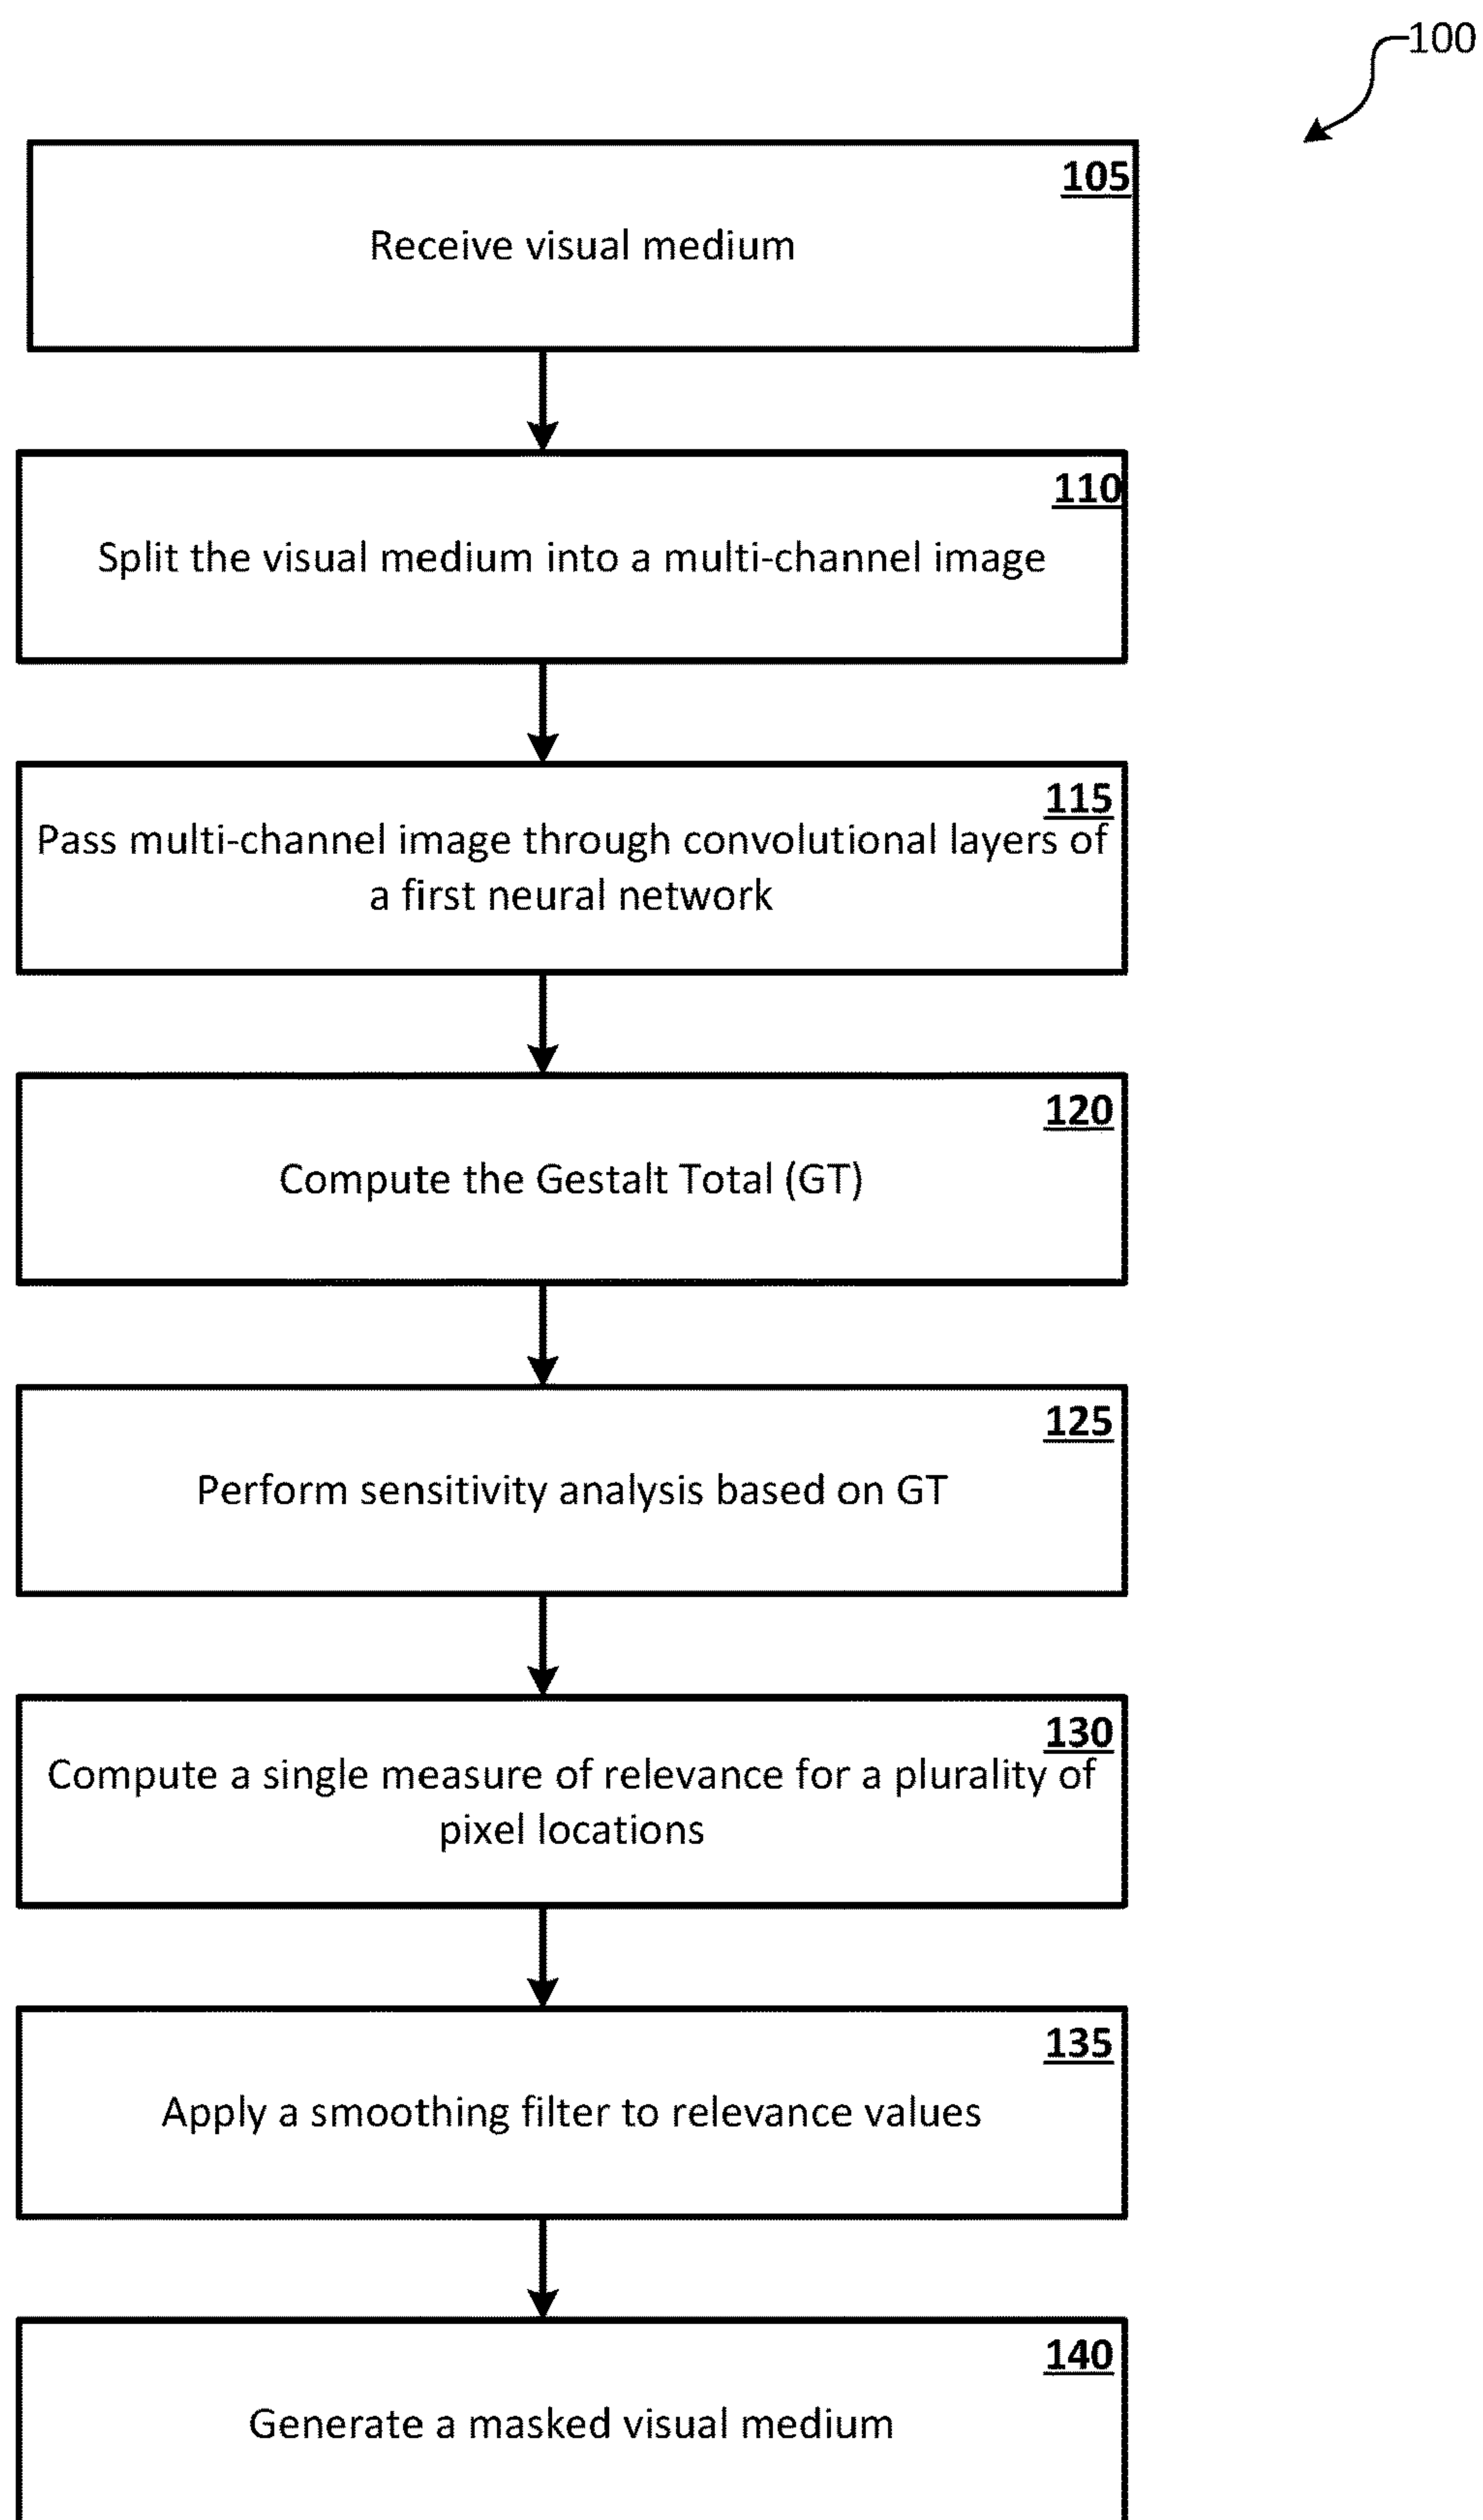 100
105
Receive visual medium
110
Split the visual medium into a multi-channel image
115
Pass multi-channel image through convolutional layers of
a first neural network
120
Compute the Gestalt Total (GT)
125
Perform sensitivity analysis based on GT
130
Compute a single measure of relevance for a plurality of
pixel locations
135
Apply a smoothing filter to relevance values
140
Generate a masked visual medium